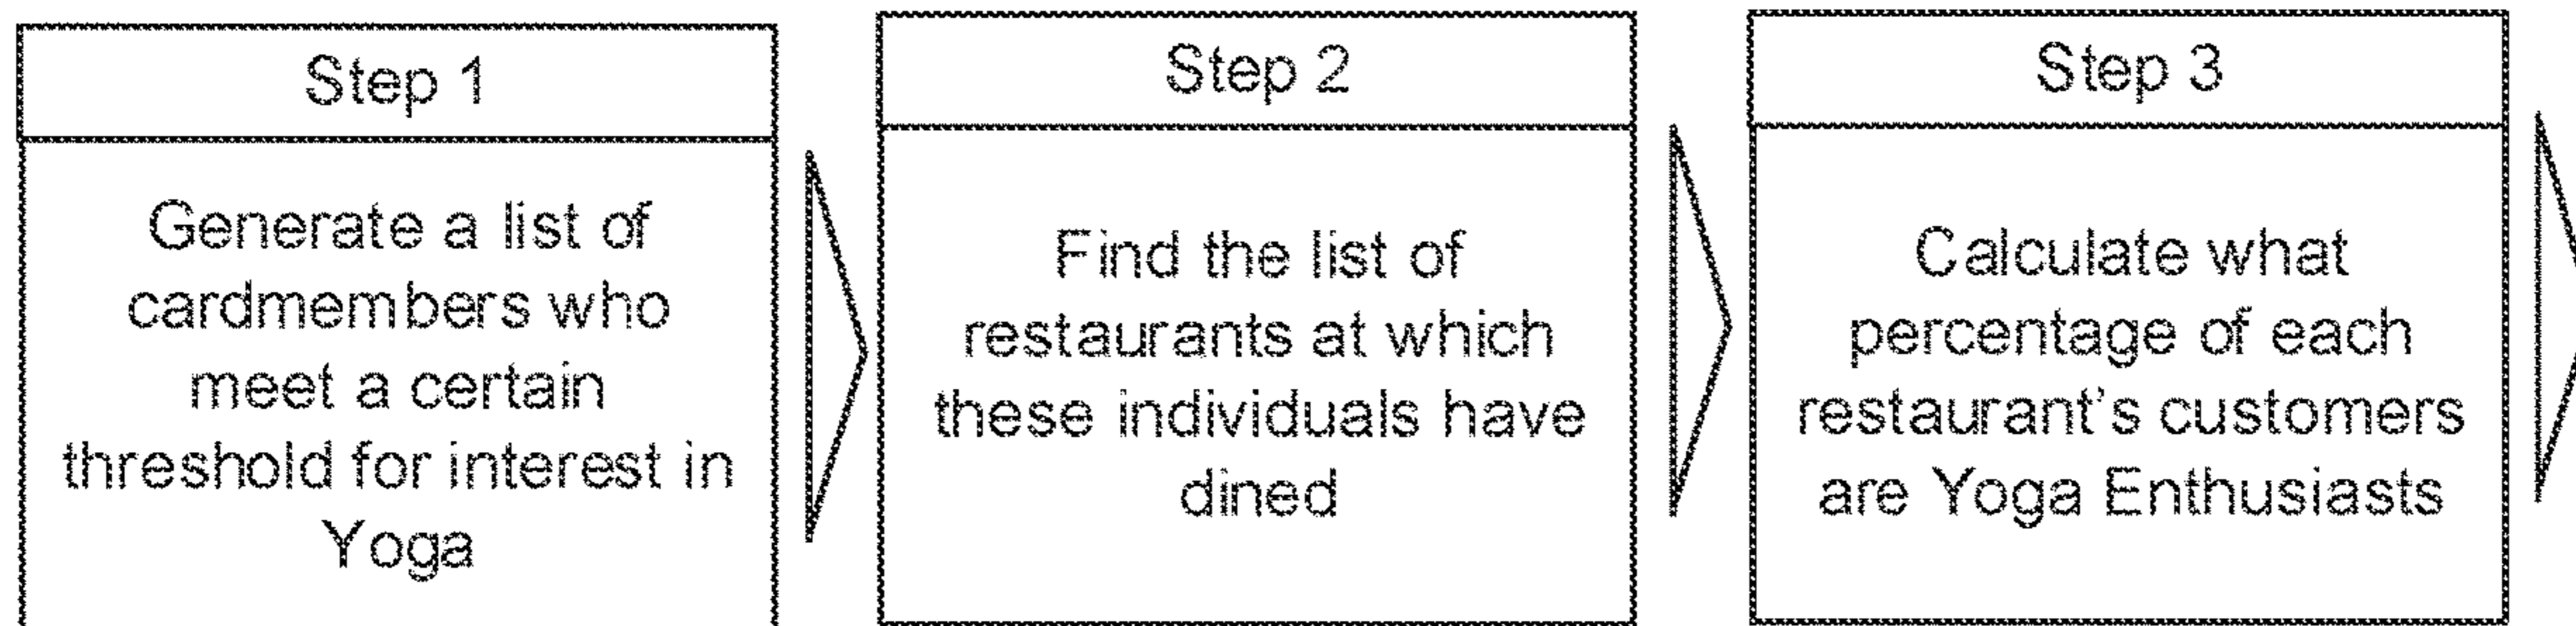 Step 1
Generate a list of
cardmembers who
meet a certain
threshold for interest in
Yoga
Step 2
Find the list of
restaurants at which
these individuals have
dined
Step 3
Calculate what
percentage of each
restaurant's customers
are Yoga Enthusiasts